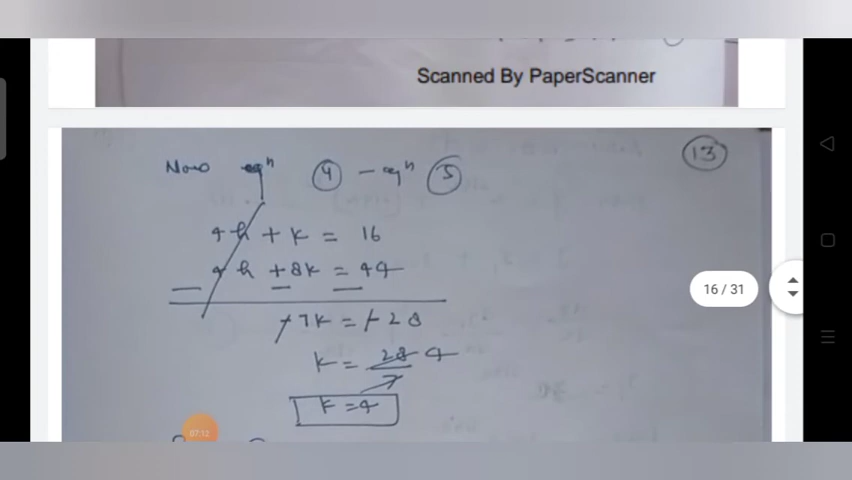 Scanned By PaperScanner
13
Now eqⁿ ④ - eqⁿ ⑤
4h + k = 16
4h + 8k = 44
-7k = -28
k = 28/7 4
k = 4
16 / 31
07:12